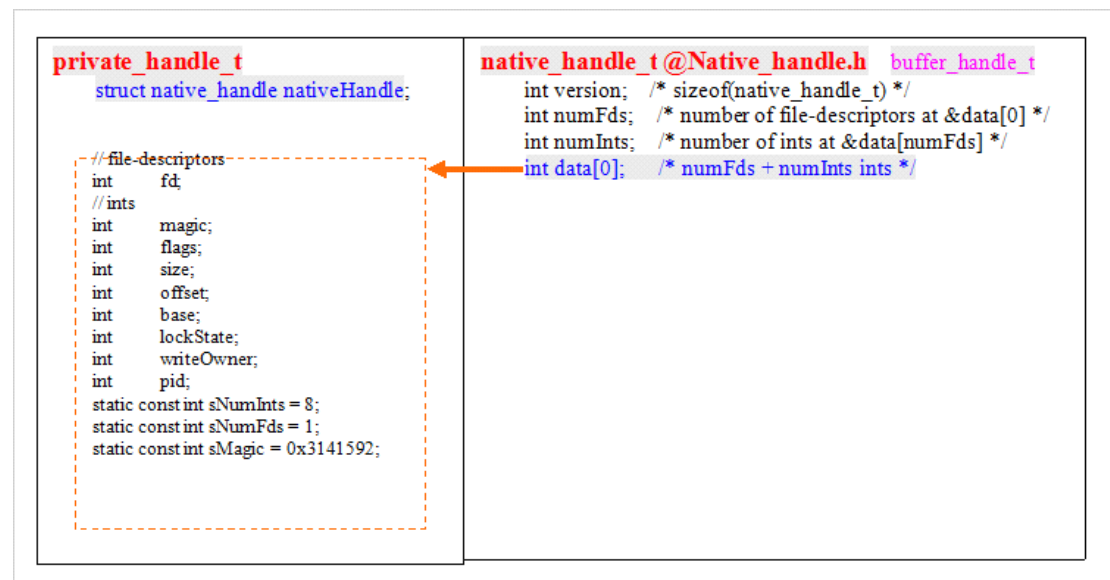 private_handle_t
struct native_handle nativeHandle;
// file-descriptors
int fd;
// ints
int magic;
int flags;
int size;
int offset;
int base;
int lockState;
int writeOwner;
int pid;
static const int sNumInts = 8;
static const int sNumFds = 1;
static const int sMagic = 0x3141592;
native_handle_t @Native_handle.h buffer_handle_t
int version; /* sizeof(native_handle_t) */
int numFds; /* number of file-descriptors at &data[0] */
int numInts; /* number of ints at &data[numFds] */
int data[0]; /* numFds + numInts ints */